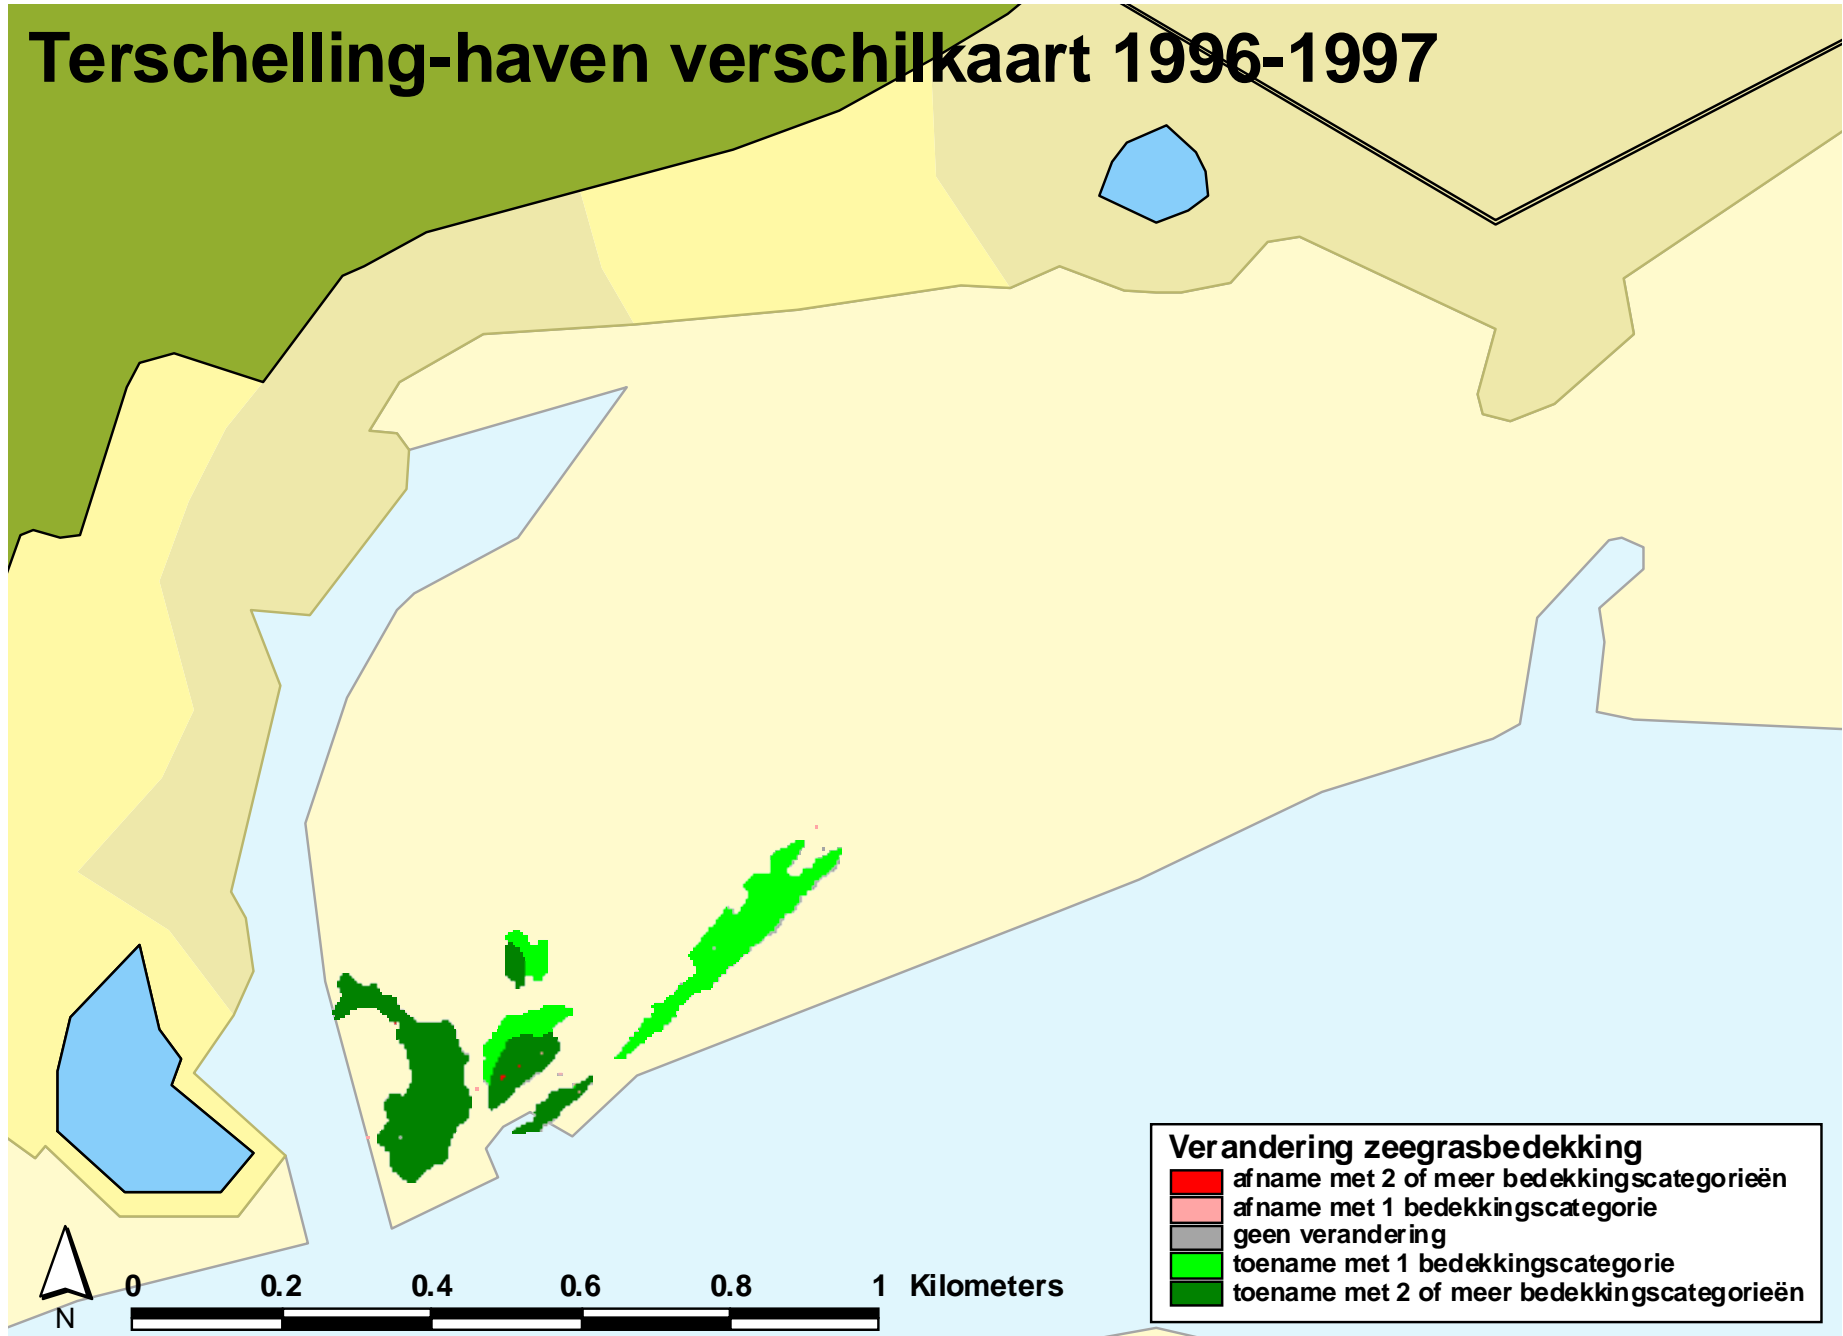 Terschelling-haven verschilkaart 1996-1997
Verandering zeegrasbedekking
afname met 2 of meer bedekkingscategorieën
afname met 1 bedekkingscategorie
geen verandering
toename met 1 bedekkingscategorie
toename met 2 of meer bedekkingscategorieën
0 0.2 0.4 0.6 0.8 1 Kilometers
N